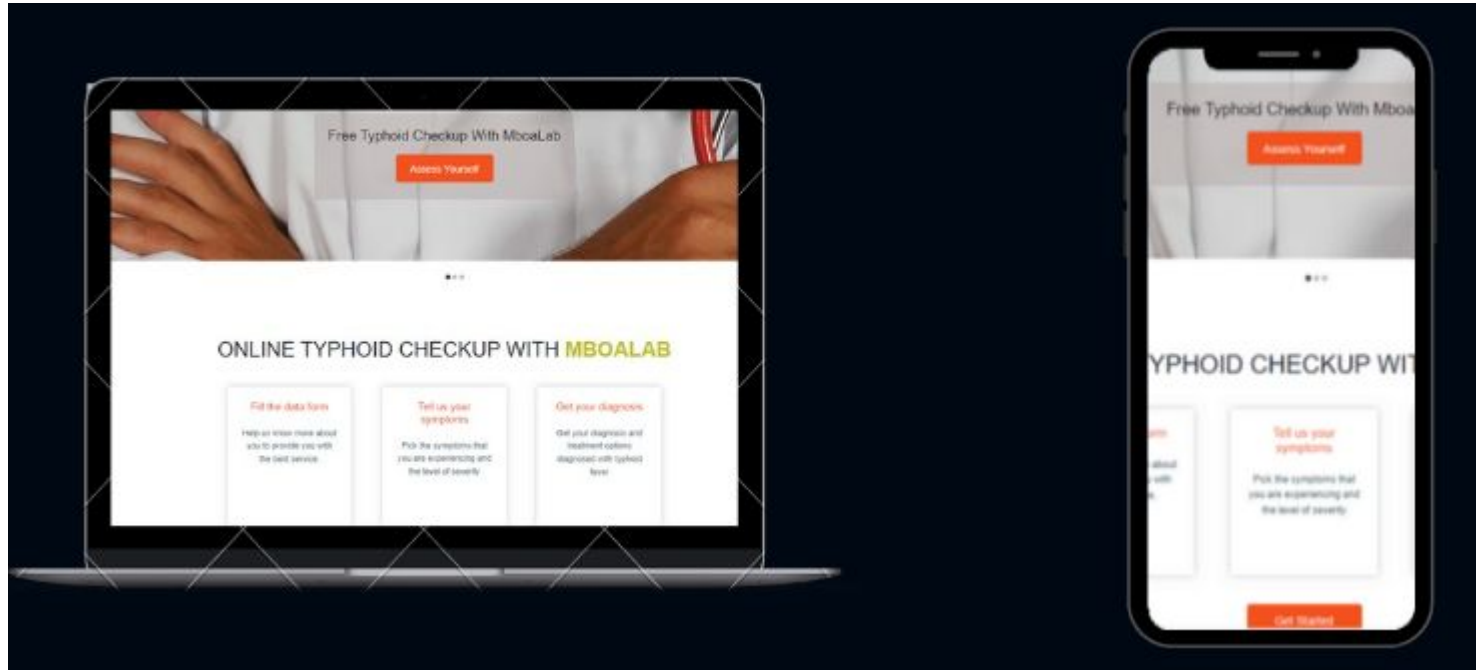 Free Typhoid Checkup With MboaLab
Assess Yourself
ONLINE TYPHOID CHECKUP WITH MBOALAB
Fill the data form
Help us know more about
you to provide you with
the best service
Tell us your
symptoms
Pick the symptoms that
you are experiencing and
the level of severity
Get your diagnosis
Get your diagnosis and
treatment options
diagnosed with typhoid
fever
Free Typhoid Checkup With Mboa
Assess Yourself
YPHOID CHECKUP WIT
about
with
Tell us your
symptoms
Pick the symptoms that
you are experiencing and
the level of severity
Get Started